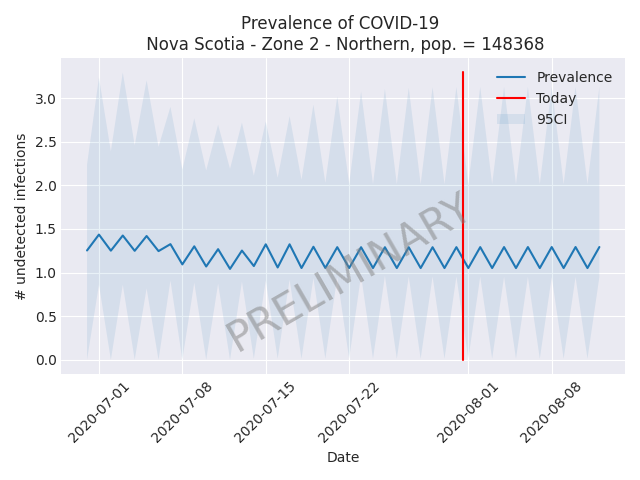 Prevalence of COVID-19
Nova Scotia - Zone 2 - Northern, pop. = 148368
# undetected infections
3.0
2.5
2.0
1.5
1.0
0.5
0.0
Prevalence
Today
95CI
PRELIMINARY
2020-07-01
2020-07-08
2020-07-15
2020-07-22
2020-08-01
2020-08-08
Date